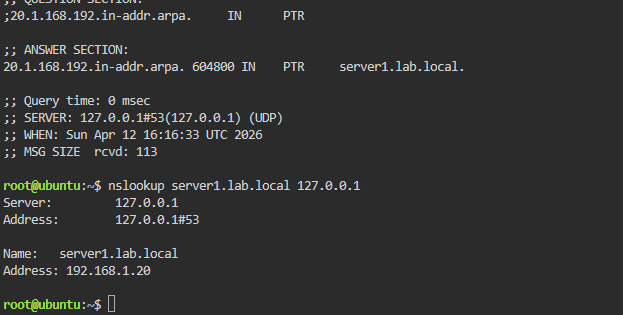 ;; QUESTION SECTION:
;20.1.168.192.in-addr.arpa.	IN	PTR

;; ANSWER SECTION:
20.1.168.192.in-addr.arpa. 604800 IN	PTR	server1.lab.local.

;; Query time: 0 msec
;; SERVER: 127.0.0.1#53(127.0.0.1) (UDP)
;; WHEN: Sun Apr 12 16:16:33 UTC 2026
;; MSG SIZE  rcvd: 113

root@ubuntu:~$ nslookup server1.lab.local 127.0.0.1
Server:		127.0.0.1
Address:	127.0.0.1#53

Name:	server1.lab.local
Address: 192.168.1.20

root@ubuntu:~$